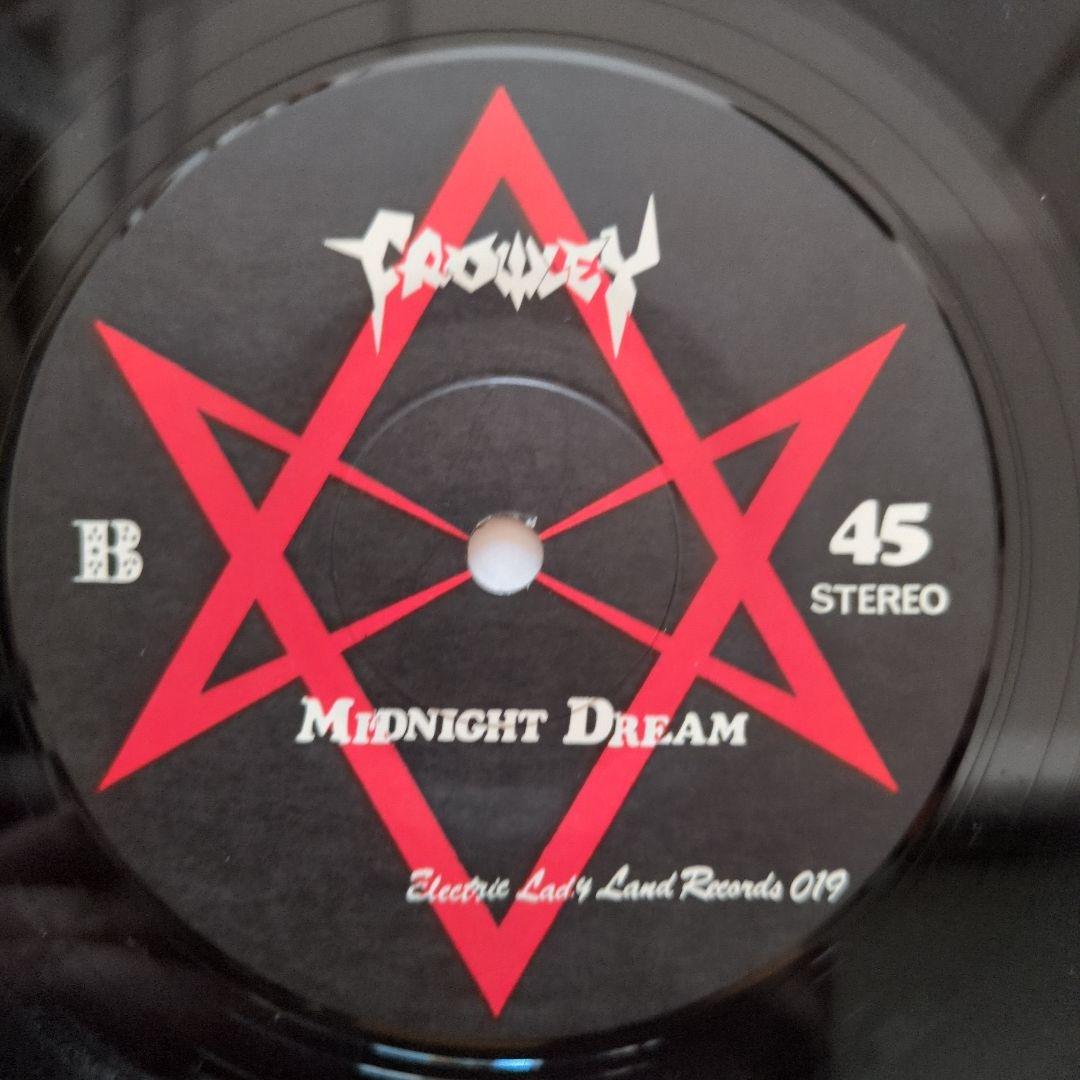 CROWLEY
B
45
STEREO
MIDNIGHT DREAM
Electric Lady Land Records 019